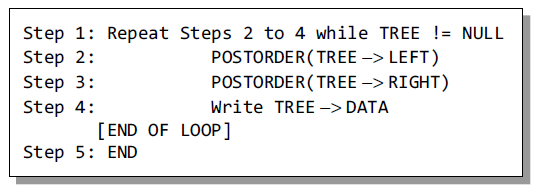 Step 1: Repeat Steps 2 to 4 while TREE != NULL
Step 2: POSTORDER(TREE—>LEFT)
Step 3: POSTORDER(TREE—>RIGHT)
Step 4: Write TREE—>DATA
[END OF LOOP]
Step 5: END